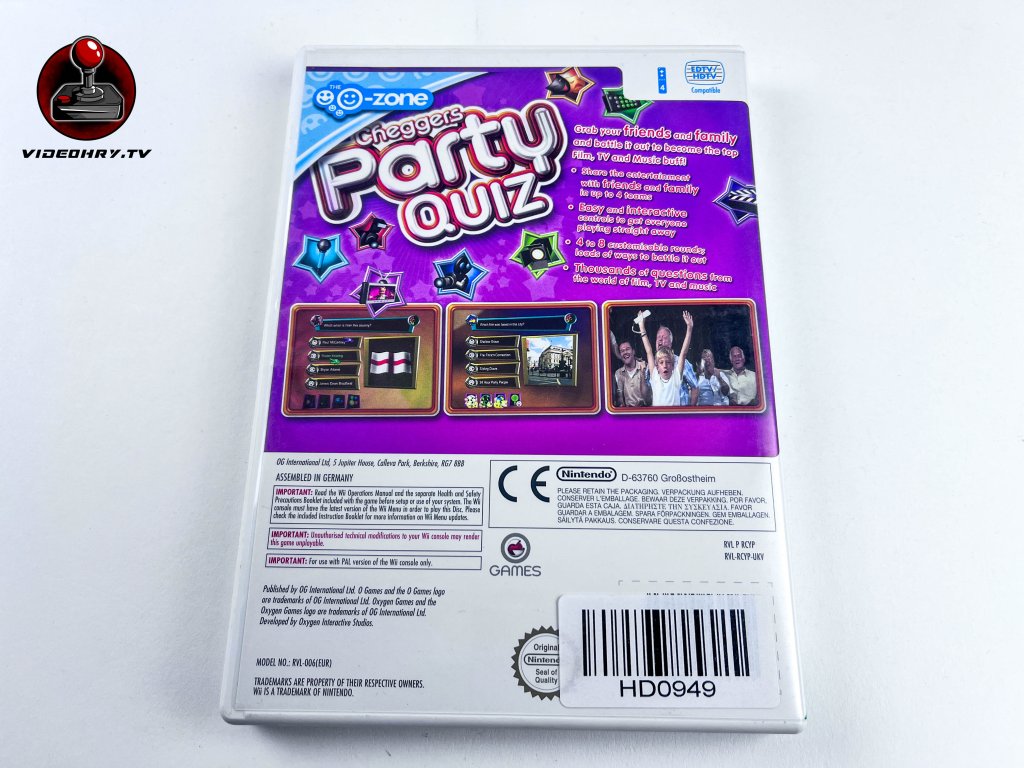 VIDEOHRY.TV
THE
-zone
Cheggers
Party
QUIZ
4
EDTV/
HDTV
Compatible
Grab your friends and family
and battle it out to become the top
Film, TV and Music buff!
• Share the entertainment
with friends and family
in up to 4 teams
• Easy and interactive
controls to get everyone
playing straight away
• 4 to 8 customisable rounds;
loads of ways to battle it out
• Thousands of questions from
the world of film, TV and music
Paul McCartney
Bryan Adams
James Dean Bradfield
24 Hour Party People
OG International Ltd, 5 Jupiter House, Calleva Park, Berkshire, RG7 8BB
ASSEMBLED IN GERMANY
IMPORTANT: Read the Wii Operations Manual and the separate Health and Safety
Precautions Booklet included with the game before setup or use of your system. The Wii
console must have the latest version of the Wii Menu in order to play this Disc. Please
check the included Instruction Booklet for more information on Wii Menu updates.
IMPORTANT: Unauthorised technical modifications to your Wii console may render
this game unplayable.
IMPORTANT: For use with PAL version of the Wii console only.
CE
Nintendo D-63760 Großostheim
PLEASE RETAIN THE PACKAGING. VERPACKUNG AUFHEBEN.
CONSERVER L'EMBALLAGE. BEWAAR DEZE VERPAKKING. POR FAVOR,
GUARDA ESTA CAJA. ΔΙΑΤΗΡΗΣΤΕ ΤΗΝ ΣΥΣΚΕΥΑΣΙΑ. FAVOR
GUARDAR A EMBALAGEM. SPARA FÖRPACKNINGEN. GEM EMBALLAGEN.
SÄILYTÄ PAKKAUS. CONSERVARE QUESTA CONFEZIONE.
GAMES
RVL P RCYP
RVL-RCYP-UKV
Published by OG International Ltd. O Games and the O Games logo
are trademarks of OG International Ltd. Oxygen Games and the
Oxygen Games logo are trademarks of OG International Ltd.
Developed by Oxygen Interactive Studios.
MODEL NO.: RVL-006(EUR)
TRADEMARKS ARE PROPERTY OF THEIR RESPECTIVE OWNERS.
Wii IS A TRADEMARK OF NINTENDO.
Original
Nintendo
Seal of
Quality
HD0949